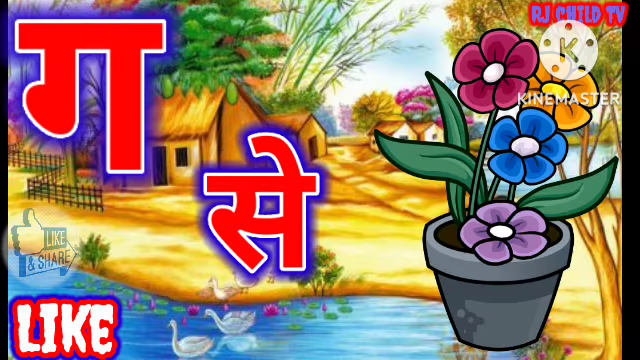 RJ CHILD TV
ग
K
KINEMASTER
से
LIKE
& SHARE
LIKE